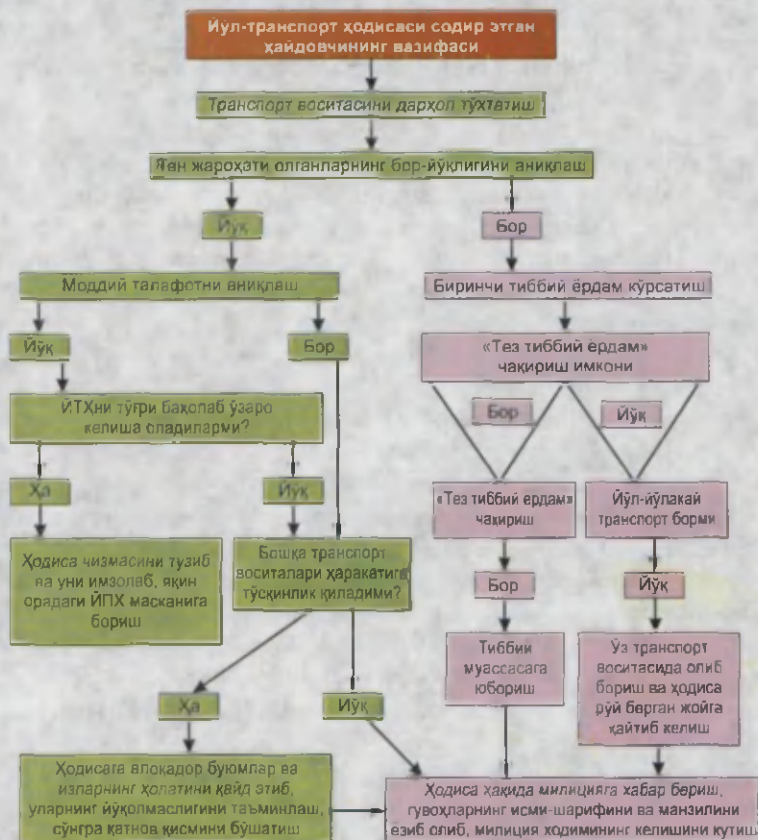 Йўл-транспорт ҳодисаси содир этган
ҳайдовчининг вазифаси
Транспорт воситасини дарҳол тўхтатиш
Тан жароҳати олганларнинг бор-йўқлигини аниқлаш
Йўқ
Бор
Моддий талафотни аниқлаш
Биринчи тиббий ёрдам кўрсатиш
Йўқ
Бор
«Тез тиббий ёрдам»
чақириш имкони
ЙТҲни тўғри баҳолаб ўзаро
келиша оладиларми?
Бор
Йўқ
Ҳа
Йўқ
«Тез тиббий ёрдам»
чақириш
Йўл-йўлакай
транспорт борми
Ҳодиса чизмасини тузиб
ва уни имзолаб, яқин
орадаги ЙПХ масканига
бориш
Бошқа транспорт
воситалари ҳаракатига
тўсқинлик қиладими?
Бор
Йўқ
Тиббий
муассасага
юбориш
Ўз транспорт
воситасида олиб
бориш ва ҳодиса
рўй берган жойга
қайтиб келиш
Ҳа
Йўқ
Ҳодисага алоқадор буюмлар ва
изларнинг ҳолатини қайд этиб,
уларнинг йўқолмаслигини таъминлаш,
сўнгра қатнов қисмини бўшатиш
Ҳодиса ҳақида милицияга хабар бериш,
гувоҳларнинг исми-шарифини ва манзилини
ёзиб олиб, милиция ходимининг келишини кутиш